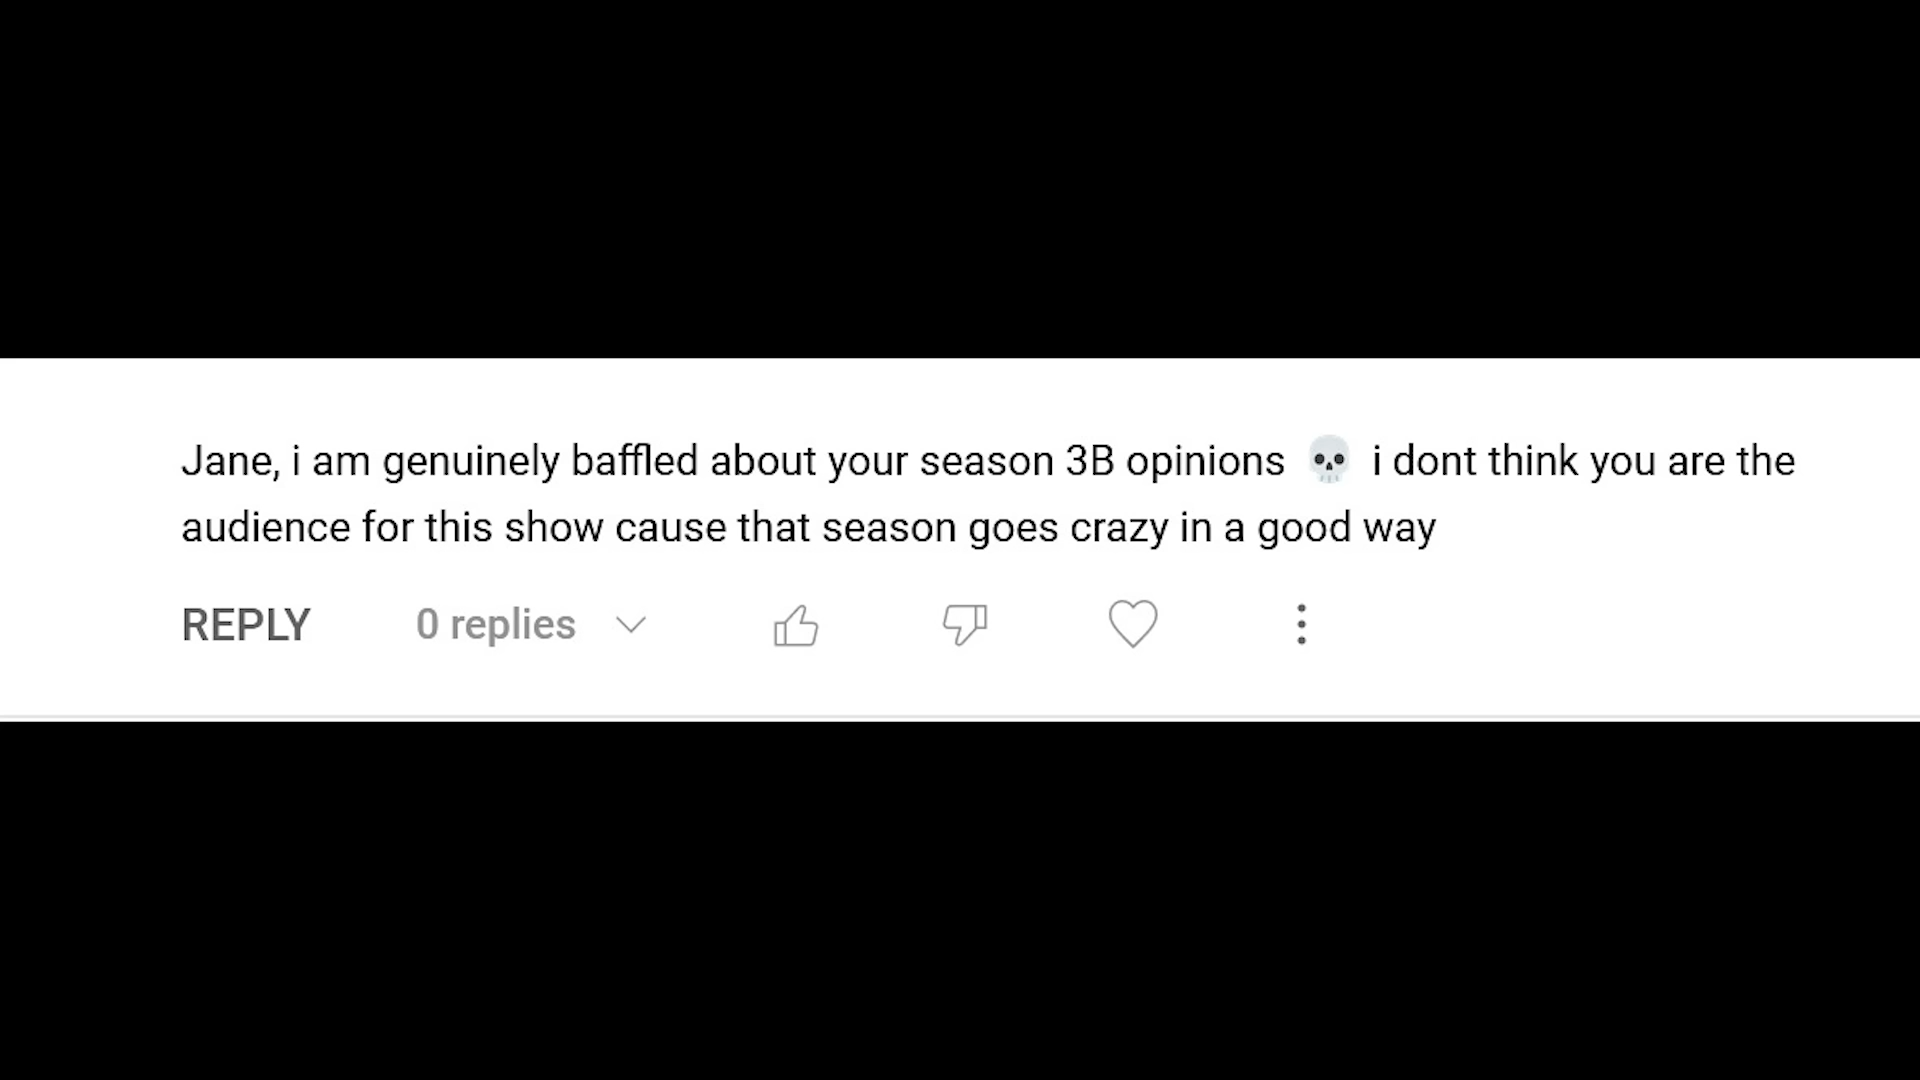 Jane, i am genuinely baffled about your season 3B opinions 💀 i dont think you are the
audience for this show cause that season goes crazy in a good way
REPLY 0 replies